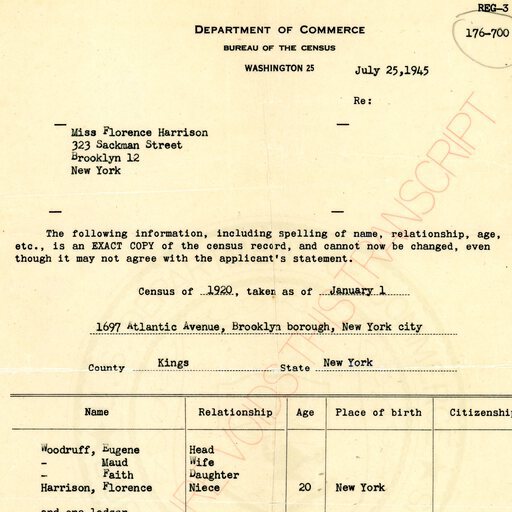 REG-3
176-700
DEPARTMENT OF COMMERCE
BUREAU OF THE CENSUS
WASHINGTON 25
July 25,1945
Re:
Miss Florence Harrison
323 Sackman Street
Brooklyn 12
New York
The following information, including spelling of name, relationship, age,
etc., is an EXACT COPY of the census record, and cannot now be changed, even
though it may not agree with the applicant's statement.
Census of 1920, taken as of January 1
1697 Atlantic Avenue, Brooklyn borough, New York city
County Kings State New York
Name Relationship Age Place of birth Citizenship
Woodruff, Eugene Head
- Maud Wife
- Faith Daughter
Harrison, Florence Niece 20 New York
and one lodger
VOIDS THIS TRANSCRIPT